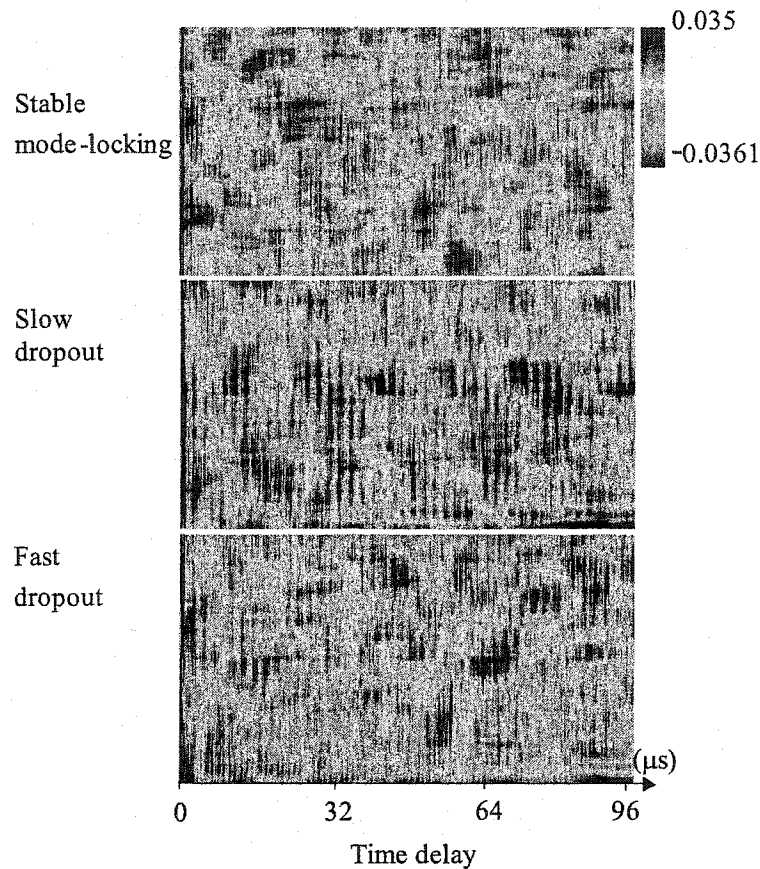 0.035
-0.0361
Stable
mode-locking
Slow
dropout
Fast
dropout
(μs)
0 32 64 96
Time delay